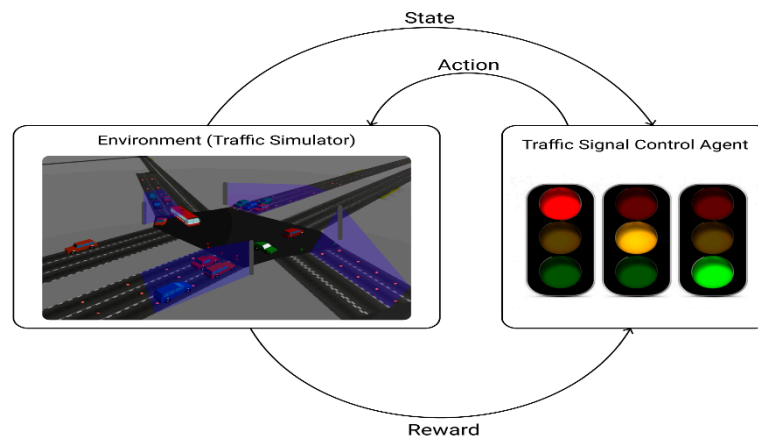 State
Action
Environment (Traffic Simulator)
Traffic Signal Control Agent
Reward